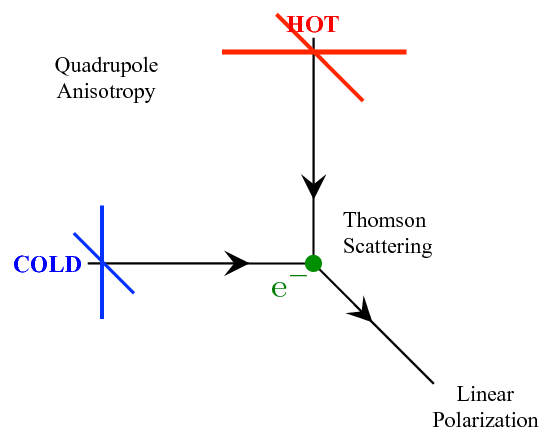 HOT
Quadrupole
Anisotropy
Thomson
Scattering
COLD
e−
Linear
Polarization